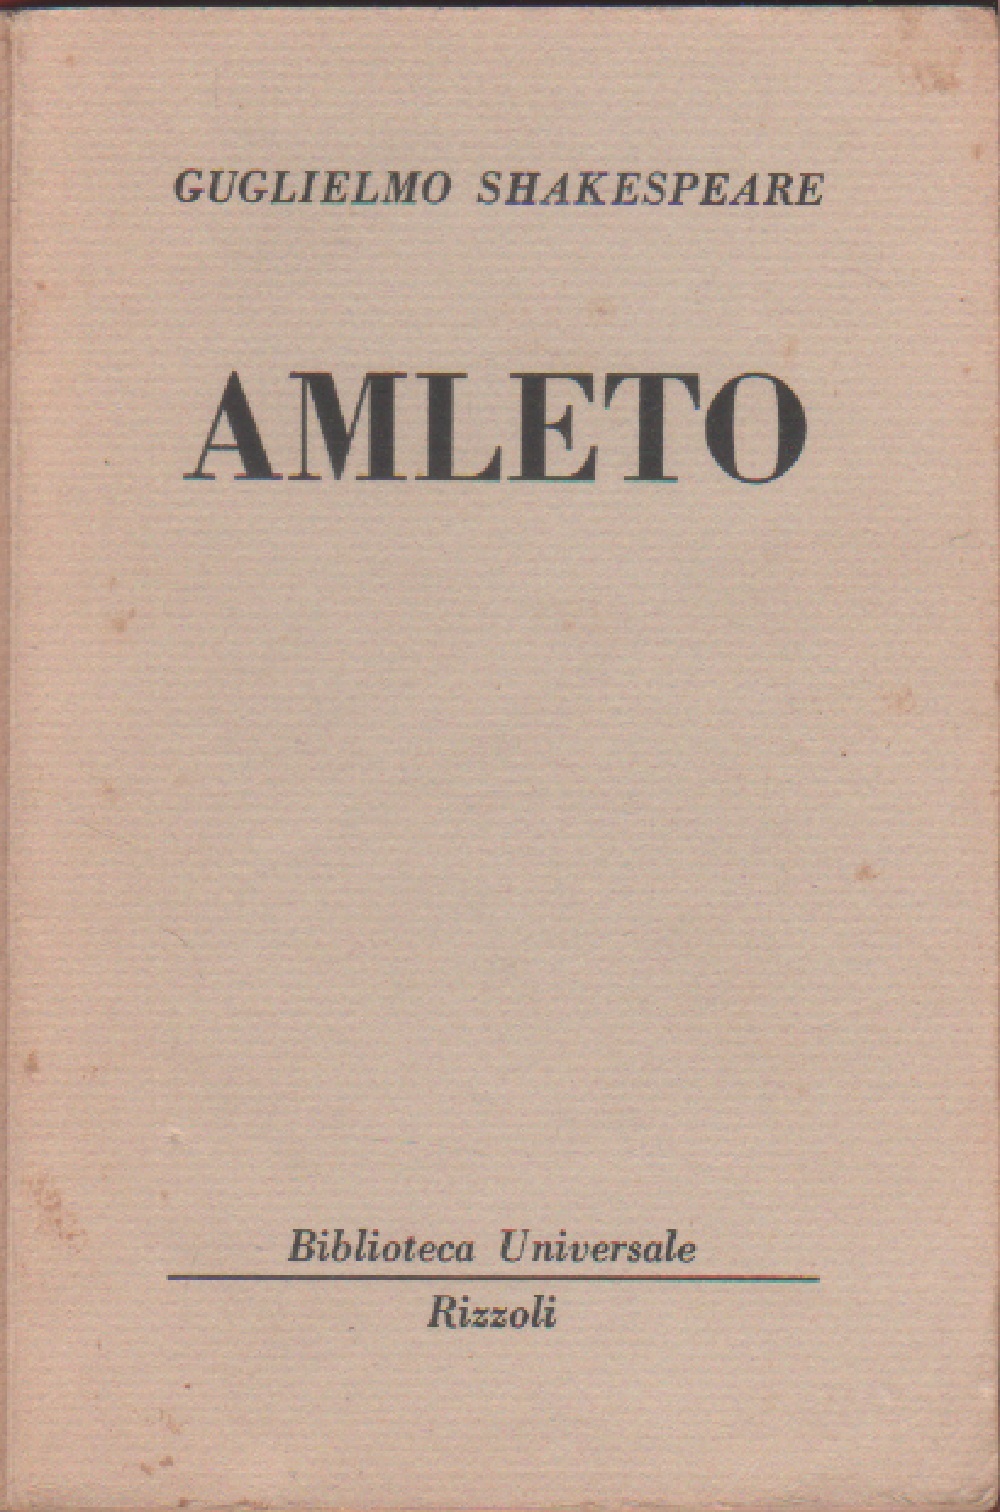 GUGLIELMO SHAKESPEARE
AMLETO
Biblioteca Universale
Rizzoli